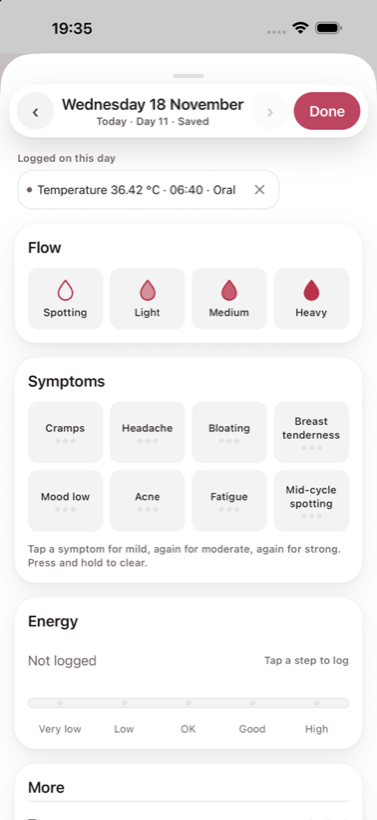 19:35
Wednesday 18 November
Today · Day 11 · Saved
Done
Logged on this day
Temperature 36.42 °C · 06:40 · Oral
Flow
Spotting
Light
Medium
Heavy
Symptoms
Cramps
Headache
Bloating
Breast
tenderness
Mood low
Acne
Fatigue
Mid-cycle
spotting
Tap a symptom for mild, again for moderate, again for strong.
Press and hold to clear.
Energy
Not logged
Tap a step to log
Very low
Low
OK
Good
High
More